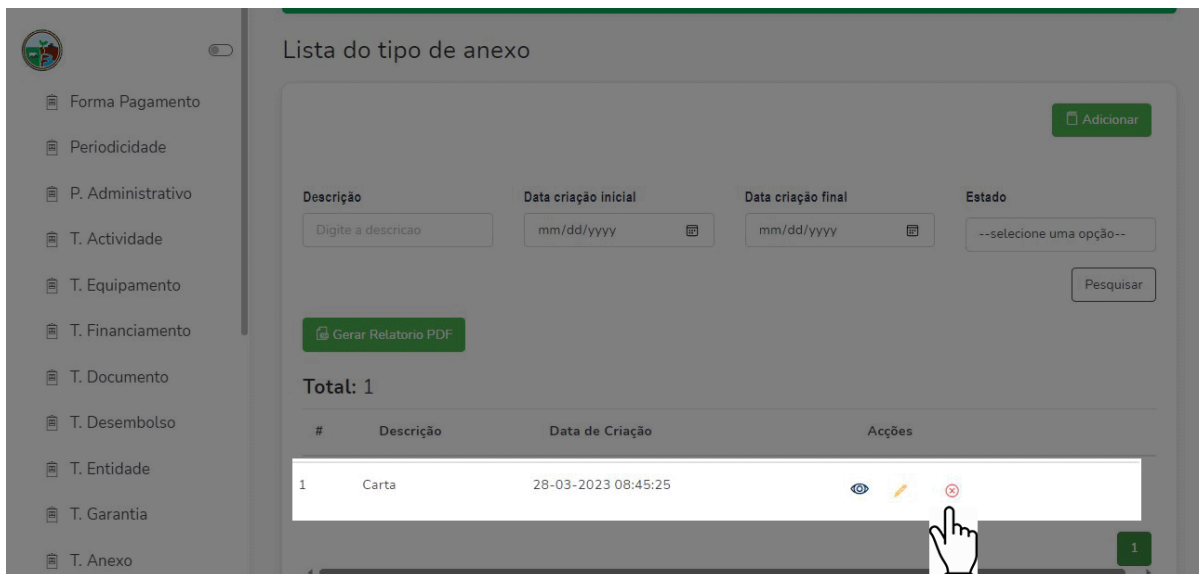 Lista do tipo de anexo
Forma Pagamento
Periodicidade
P. Administrativo
T. Actividade
T. Equipamento
T. Financiamento
T. Documento
T. Desembolso
T. Entidade
T. Garantia
T. Anexo
Adicionar
Descrição Data criação inicial Data criação final Estado
Digite a descricao mm/dd/yyyy mm/dd/yyyy --selecione uma opção--
Pesquisar
Gerar Relatorio PDF
Total: 1
# Descrição Data de Criação Acções
1 Carta 28-03-2023 08:45:25
1